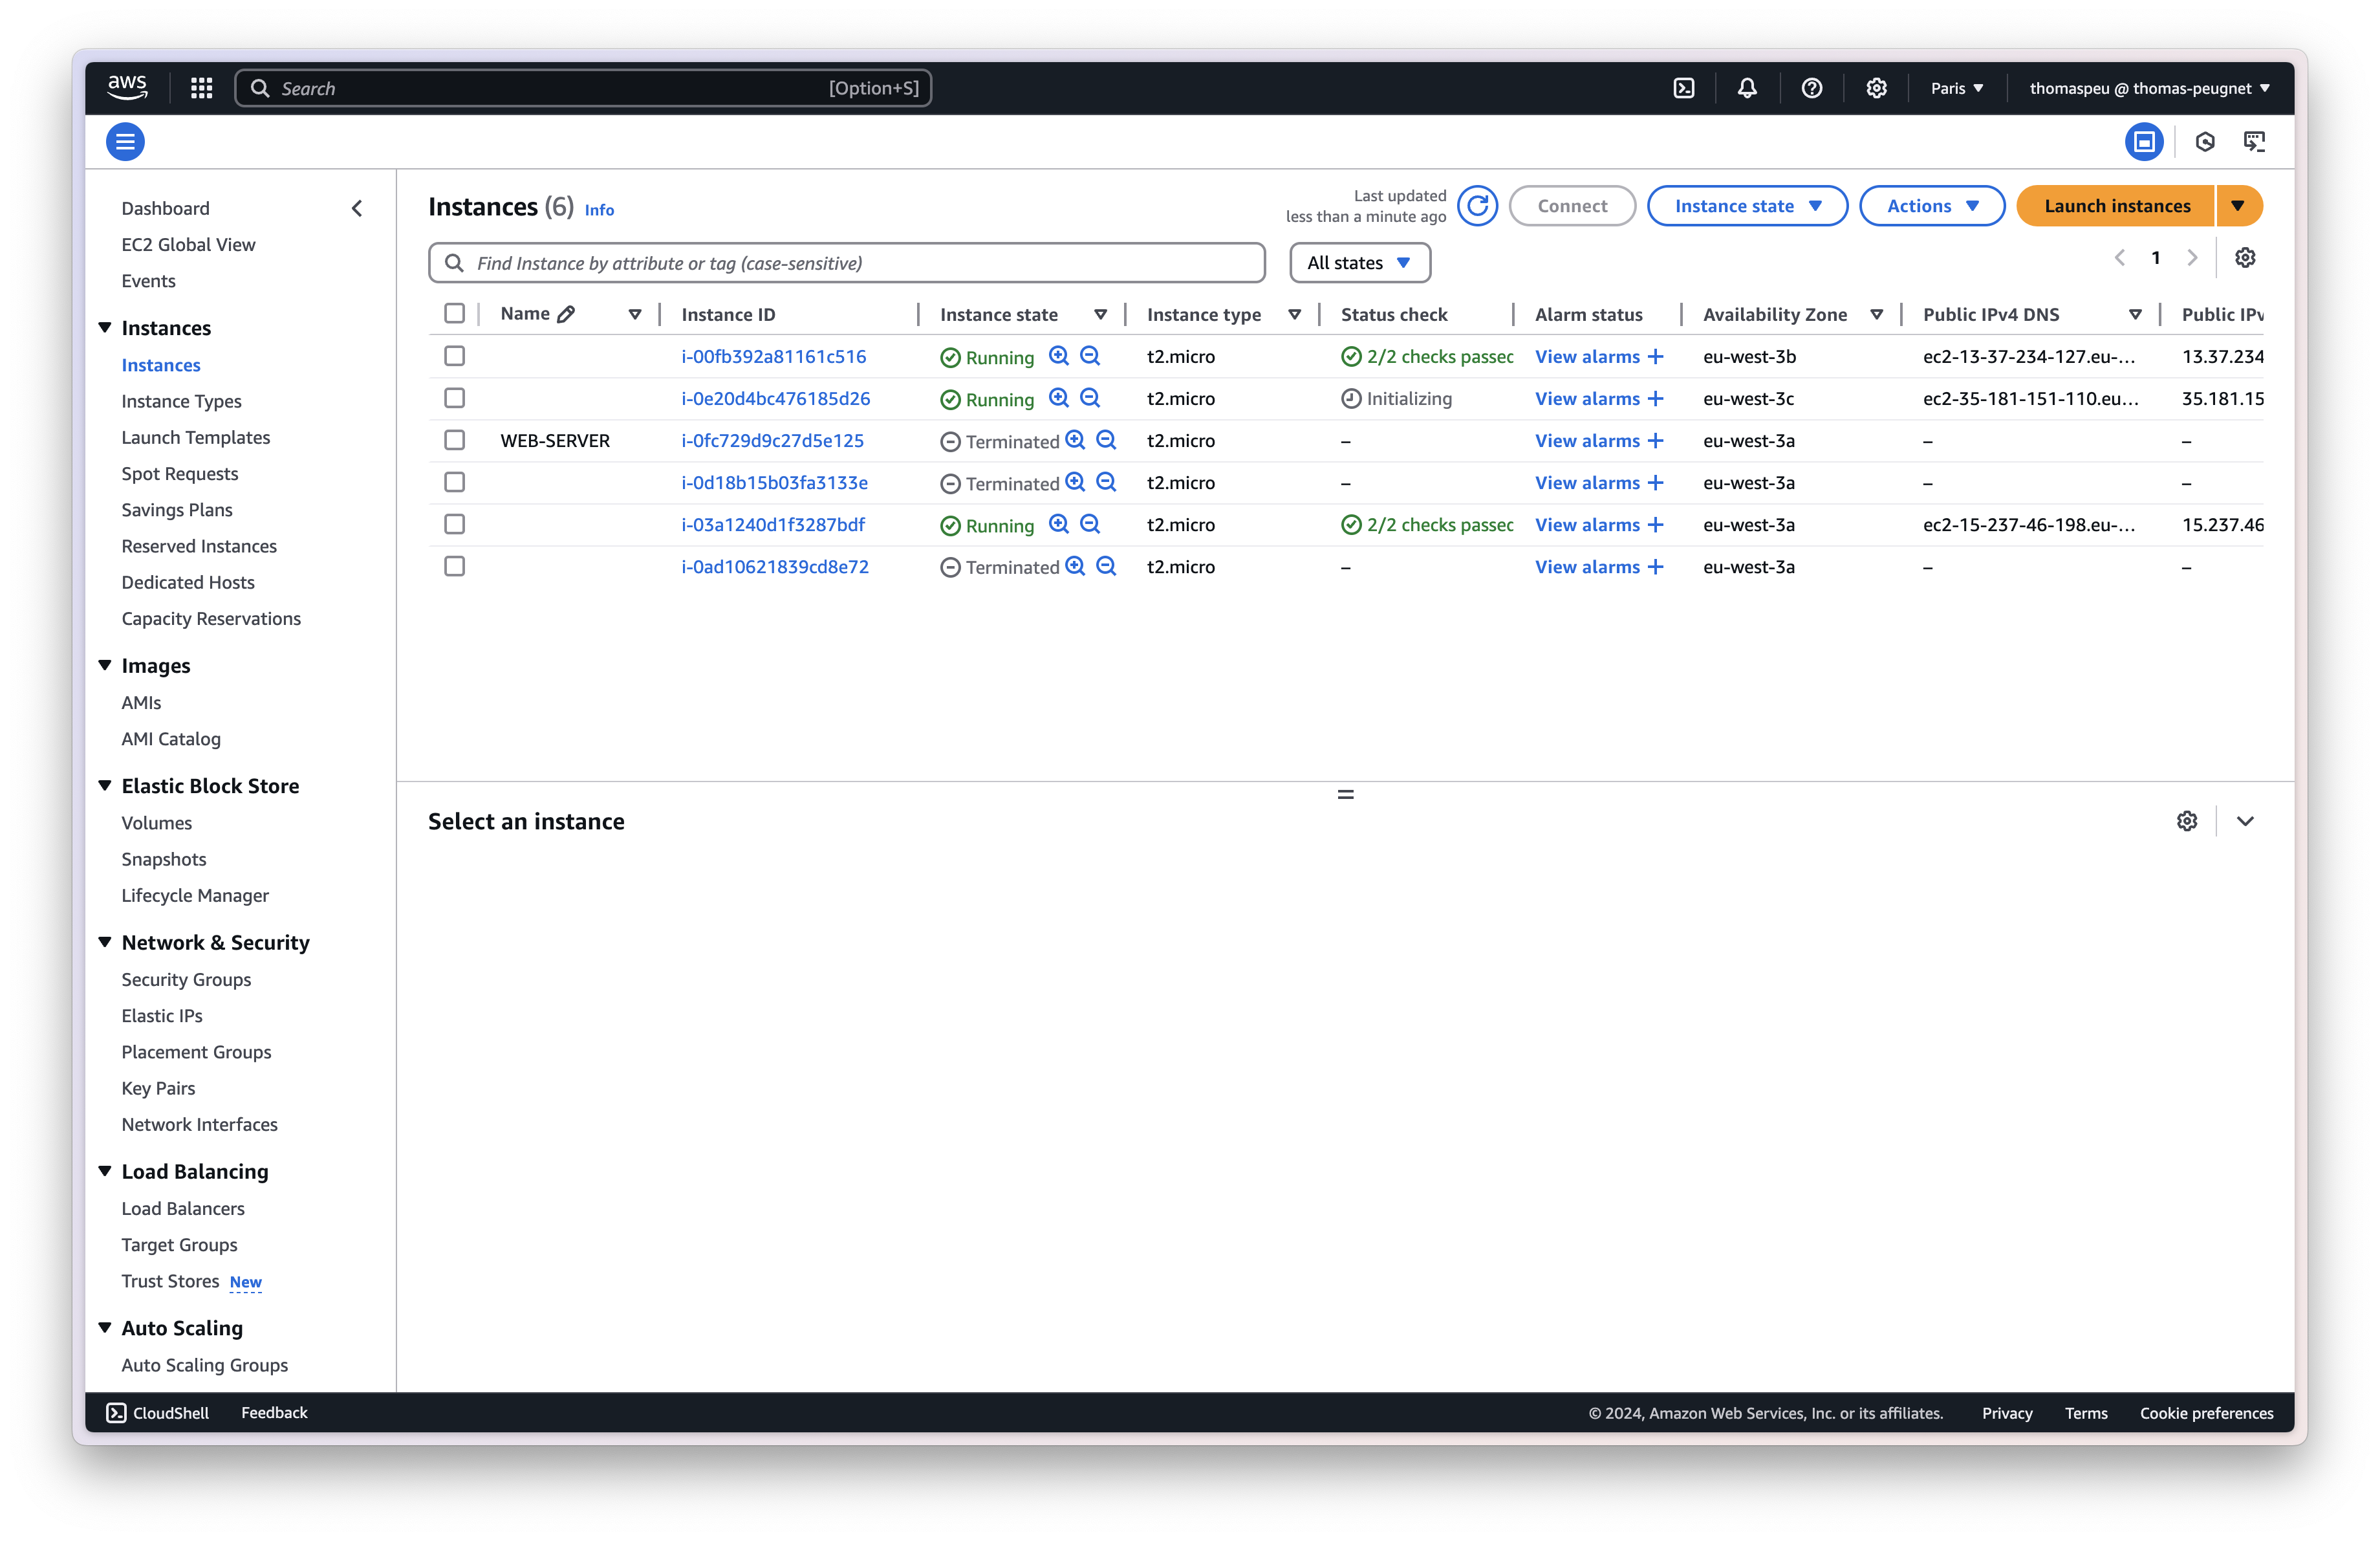 aws
Search [Option+S] Paris thomaspeu @ thomas-peugnet
Dashboard
EC2 Global View
Events
Instances
Instances
Instance Types
Launch Templates
Spot Requests
Savings Plans
Reserved Instances
Dedicated Hosts
Capacity Reservations
Images
AMIs
AMI Catalog
Elastic Block Store
Volumes
Snapshots
Lifecycle Manager
Network & Security
Security Groups
Elastic IPs
Placement Groups
Key Pairs
Network Interfaces
Load Balancing
Load Balancers
Target Groups
Trust Stores New
Auto Scaling
Auto Scaling Groups
Instances (6) Info
Last updated
less than a minute ago
Connect Instance state Actions Launch instances
Find Instance by attribute or tag (case-sensitive) All states 1
Name Instance ID Instance state Instance type Status check Alarm status Availability Zone Public IPv4 DNS Public IPv
i-00fb392a81161c516 Running t2.micro 2/2 checks passec View alarms + eu-west-3b ec2-13-37-234-127.eu-... 13.37.234
i-0e20d4bc476185d26 Running t2.micro Initializing View alarms + eu-west-3c ec2-35-181-151-110.eu... 35.181.15
WEB-SERVER i-0fc729d9c27d5e125 Terminated t2.micro – View alarms + eu-west-3a – –
i-0d18b15b03fa3133e Terminated t2.micro – View alarms + eu-west-3a – –
i-03a1240d1f3287bdf Running t2.micro 2/2 checks passec View alarms + eu-west-3a ec2-15-237-46-198.eu-... 15.237.46
i-0ad10621839cd8e72 Terminated t2.micro – View alarms + eu-west-3a – –
Select an instance
CloudShell Feedback © 2024, Amazon Web Services, Inc. or its affiliates. Privacy Terms Cookie preferences